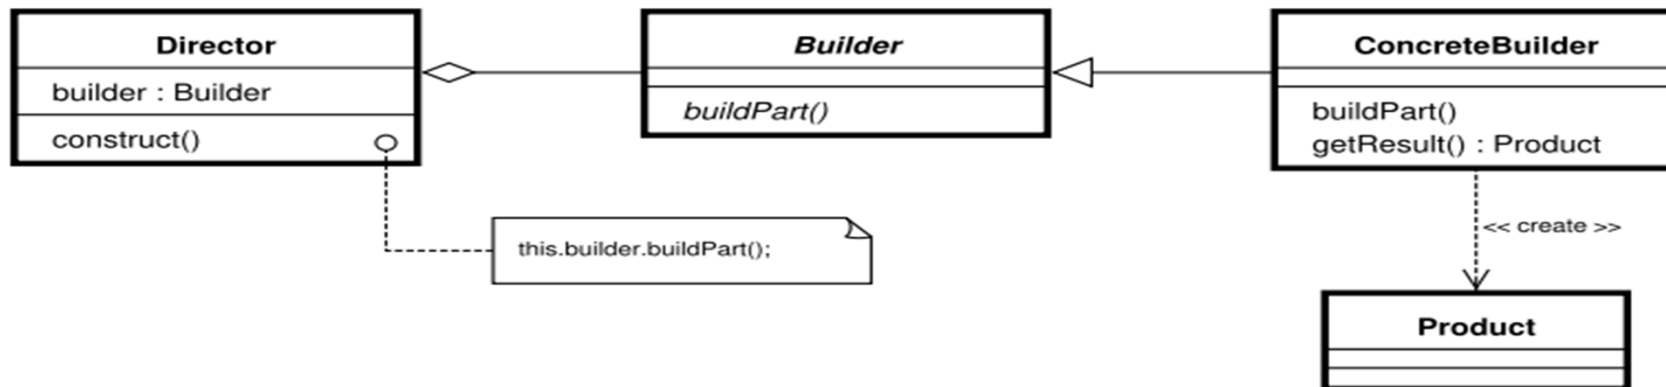 Director
builder : Builder
construct()
this.builder.buildPart();
Builder
buildPart()
ConcreteBuilder
buildPart()
getResult() : Product
<< create >>
Product